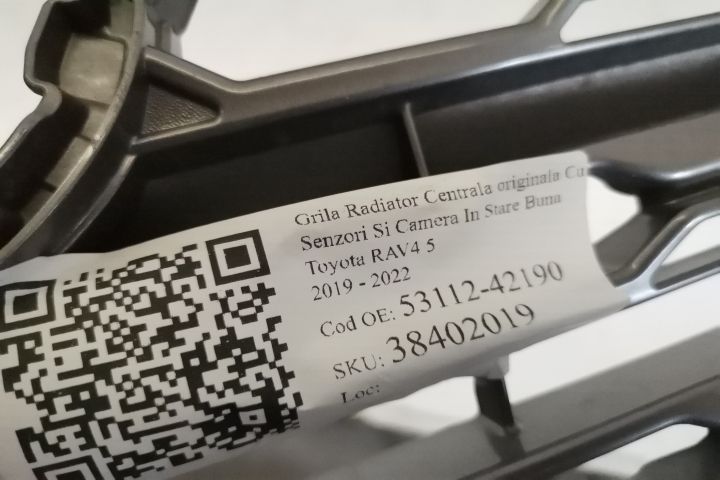 Grila Radiator Centrala originala Cu
Senzori Si Camera In Stare Buna
Toyota RAV4 5
2019 - 2022
Cod OE: 53112-42190
SKU: 38402019
Loc: